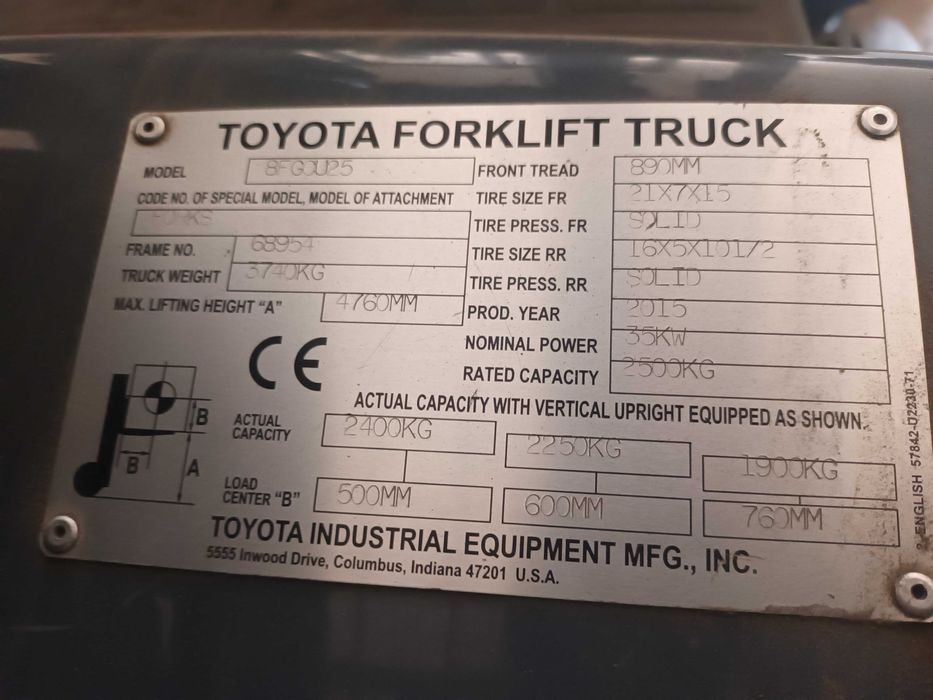 TOYOTA FORKLIFT TRUCK
MODEL 8FGCU25
CODE NO. OF SPECIAL MODEL, MODEL OF ATTACHMENT
FORKS
FRAME NO. 68954
TRUCK WEIGHT 3740KG
MAX. LIFTING HEIGHT "A" 4760MM
FRONT TREAD 890MM
TIRE SIZE FR 21X7X15
TIRE PRESS. FR SOLID
TIRE SIZE RR 16X5X101/2
TIRE PRESS. RR SOLID
PROD. YEAR 2015
NOMINAL POWER 35KW
RATED CAPACITY 2500KG
CE
ACTUAL CAPACITY WITH VERTICAL UPRIGHT EQUIPPED AS SHOWN.
B
B
A
ACTUAL CAPACITY 2400KG 2250KG 1900KG
LOAD CENTER "B" 500MM 600MM 760MM
TOYOTA INDUSTRIAL EQUIPMENT MFG., INC.
5555 Inwood Drive, Columbus, Indiana 47201 U.S.A.
ENGLISH 57842-U2230-71